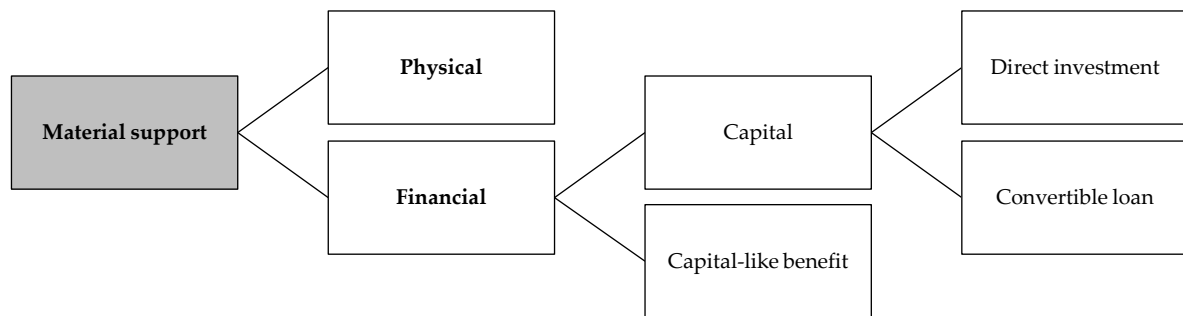 Material support
Physical
Financial
Capital
Capital-like benefit
Direct investment
Convertible loan